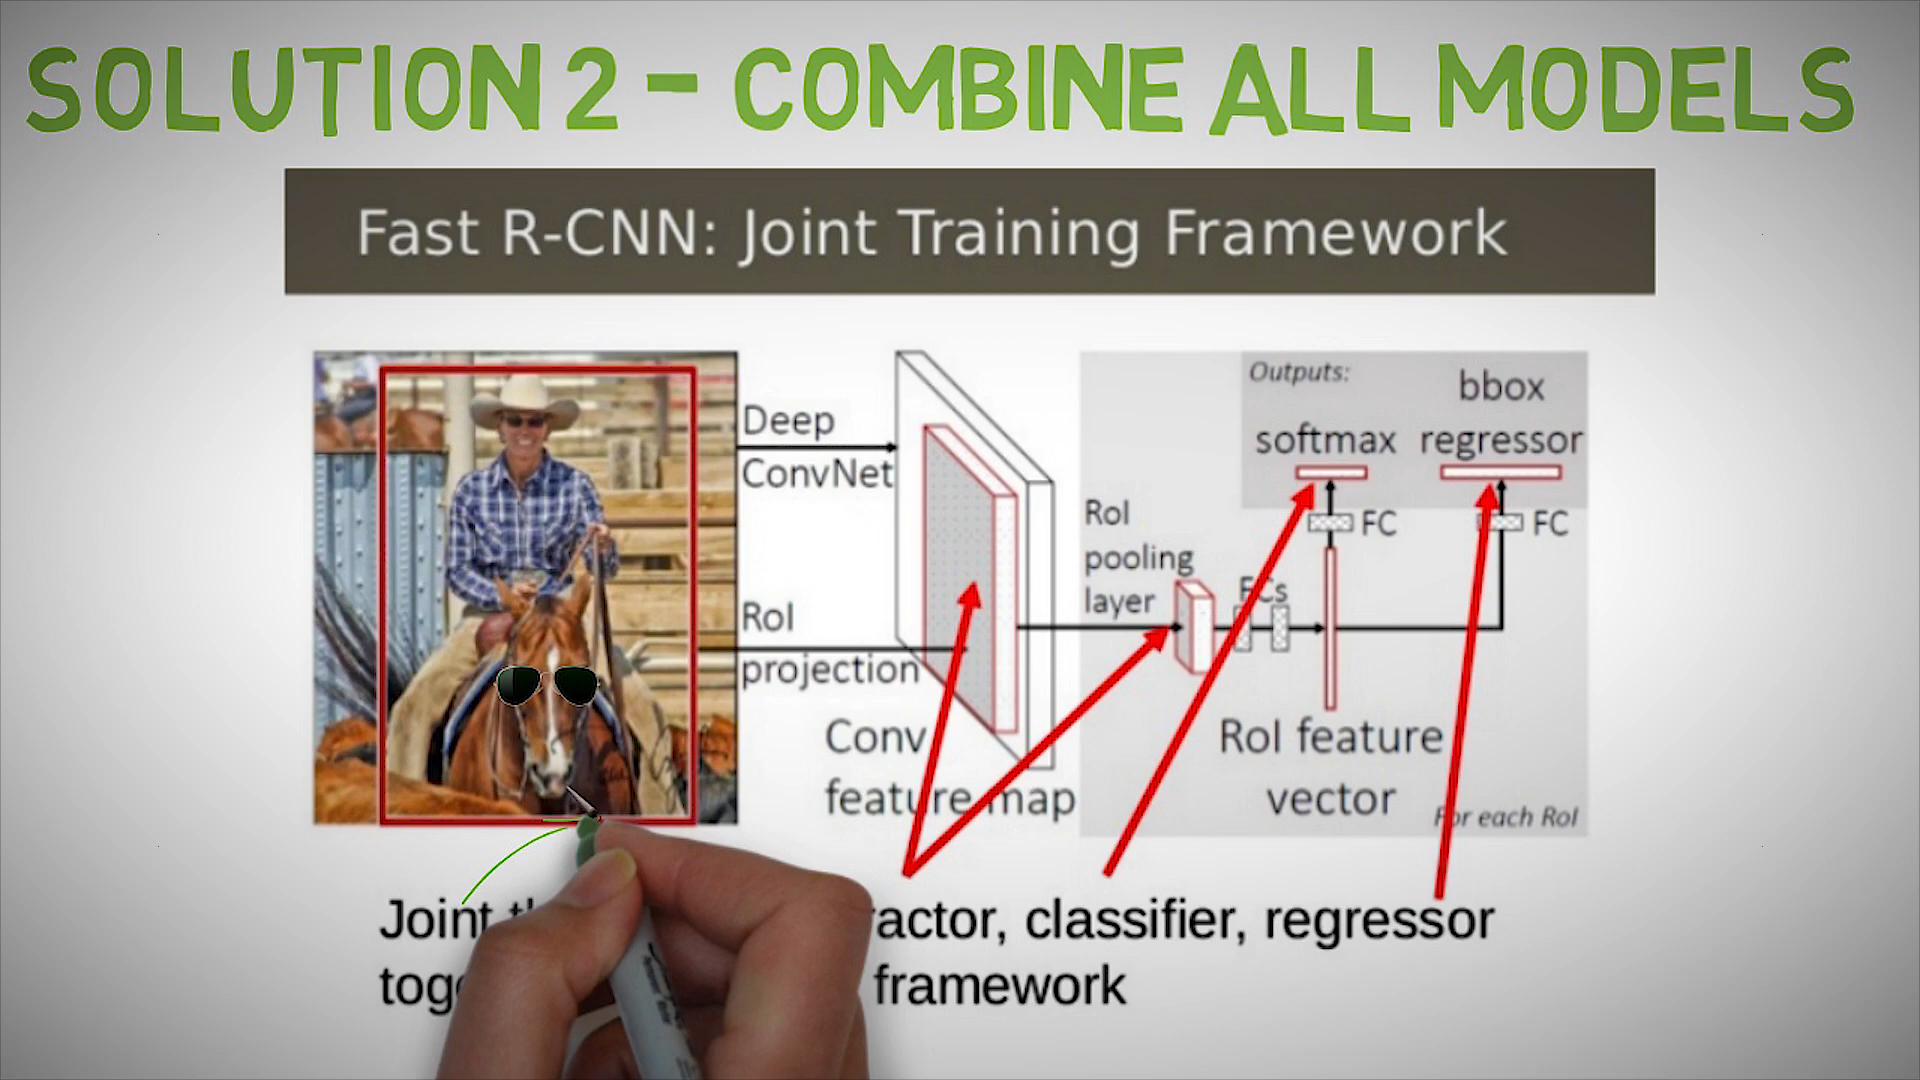 SOLUTION 2 - COMBINE ALL MODELS
Fast R-CNN: Joint Training Framework
Deep
ConvNet
RoI
projection
Conv
feature map
RoI
pooling
layer
FCs
Outputs:
softmax
bbox
regressor
FC
FC
RoI feature
vector
For each RoI
Joint classifier, regressor
framework